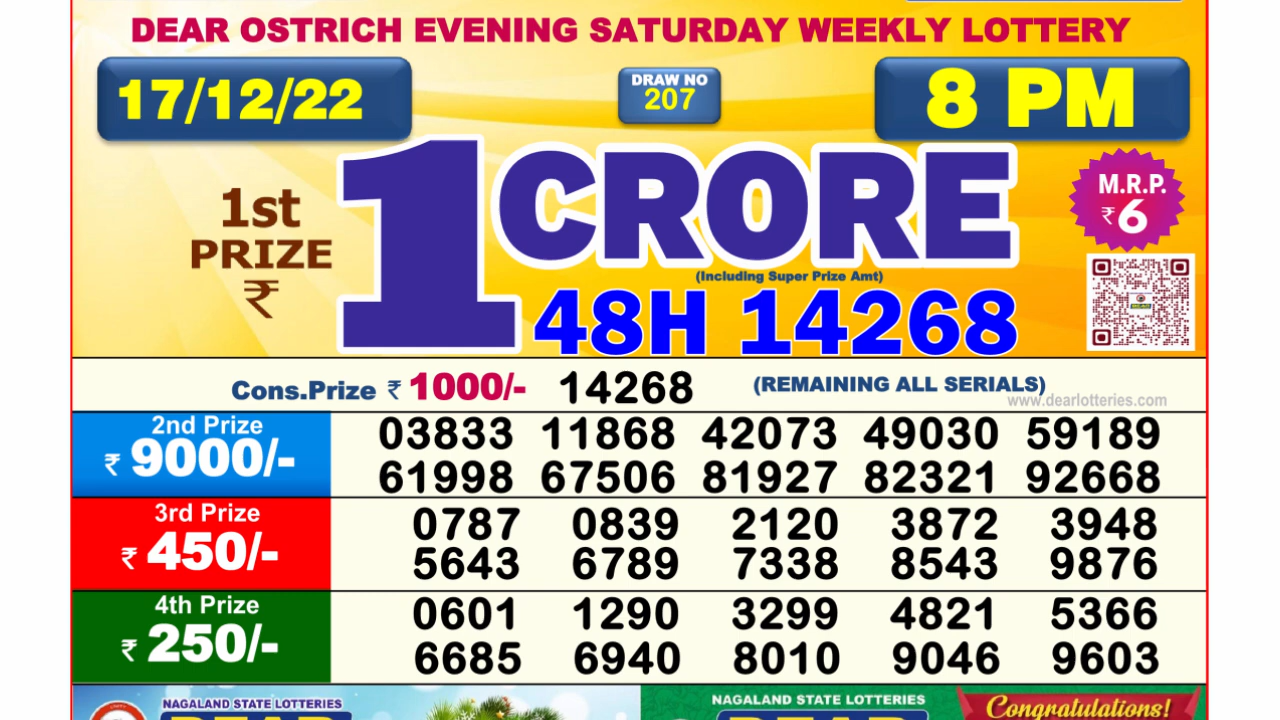 DEAR OSTRICH EVENING SATURDAY WEEKLY LOTTERY
17/12/22
DRAW NO
207
8 PM
1st
PRIZE
₹
1 CRORE
(Including Super Prize Amt)
48H 14268
M.R.P.
₹ 6
Cons.Prize ₹ 1000/- 14268 (REMAINING ALL SERIALS)
www.dearlotteries.com
2nd Prize
₹ 9000/-
03833 11868 42073 49030 59189
61998 67506 81927 82321 92668
3rd Prize
₹ 450/-
0787 0839 2120 3872 3948
5643 6789 7338 8543 9876
4th Prize
₹ 250/-
0601 1290 3299 4821 5366
6685 6940 8010 9046 9603
NAGALAND STATE LOTTERIES
DEAR
NAGALAND STATE LOTTERIES
DEAR
Congratulations!